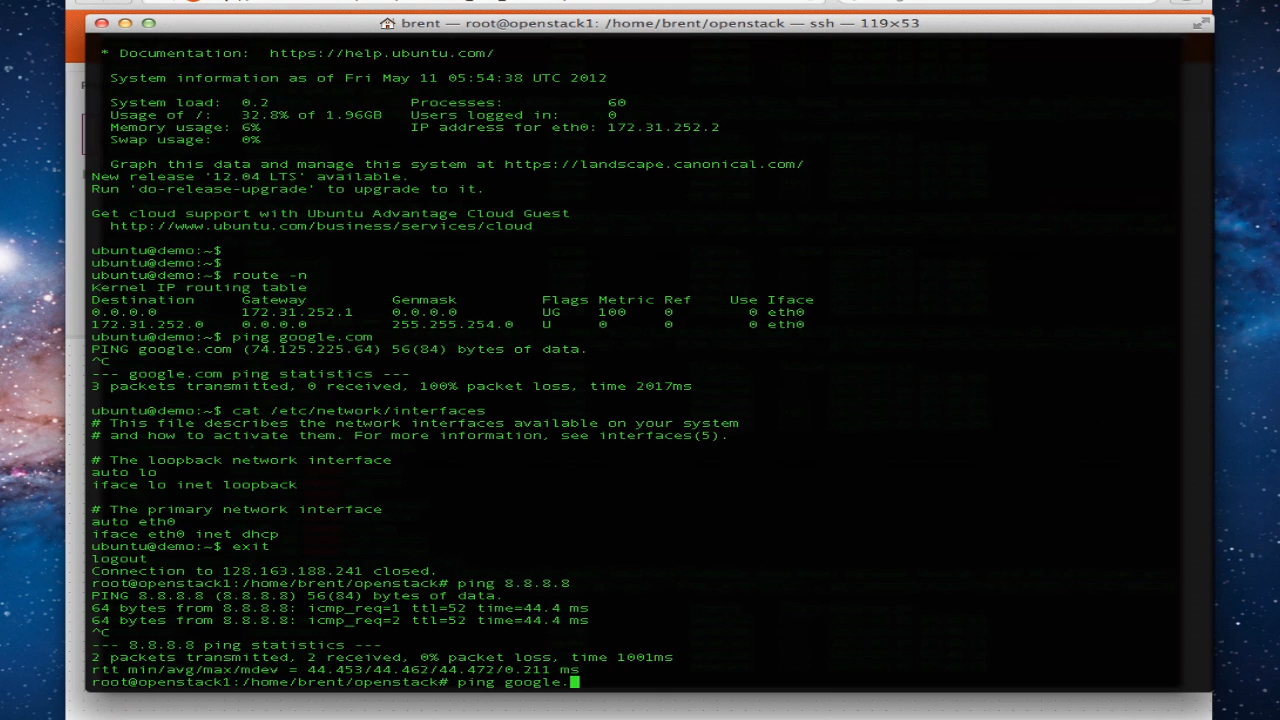 brent — root@openstack1: /home/brent/openstack — ssh — 119×53
* Documentation: https://help.ubuntu.com/
System information as of Fri May 11 05:54:38 UTC 2012
System load: 0.2 Processes: 60
Usage of /: 32.8% of 1.96GB Users logged in: 0
Memory usage: 6% IP address for eth0: 172.31.252.2
Swap usage: 0%
Graph this data and manage this system at https://landscape.canonical.com/
New release '12.04 LTS' available.
Run 'do-release-upgrade' to upgrade to it.
Get cloud support with Ubuntu Advantage Cloud Guest
http://www.ubuntu.com/business/services/cloud
ubuntu@demo:~$
ubuntu@demo:~$
ubuntu@demo:~$ route -n
Kernel IP routing table
Destination Gateway Genmask Flags Metric Ref Use Iface
0.0.0.0 172.31.252.1 0.0.0.0 UG 100 0 0 eth0
172.31.252.0 0.0.0.0 255.255.254.0 U 0 0 0 eth0
ubuntu@demo:~$ ping google.com
PING google.com (74.125.225.64) 56(84) bytes of data.
^C
--- google.com ping statistics ---
3 packets transmitted, 0 received, 100% packet loss, time 2017ms
ubuntu@demo:~$ cat /etc/network/interfaces
# This file describes the network interfaces available on your system
# and how to activate them. For more information, see interfaces(5).
# The loopback network interface
auto lo
iface lo inet loopback
# The primary network interface
auto eth0
iface eth0 inet dhcp
ubuntu@demo:~$ exit
logout
Connection to 128.163.188.241 closed.
root@openstack1:/home/brent/openstack# ping 8.8.8.8
PING 8.8.8.8 (8.8.8.8) 56(84) bytes of data.
64 bytes from 8.8.8.8: icmp_req=1 ttl=52 time=44.4 ms
64 bytes from 8.8.8.8: icmp_req=2 ttl=52 time=44.4 ms
^C
--- 8.8.8.8 ping statistics ---
2 packets transmitted, 2 received, 0% packet loss, time 1001ms
rtt min/avg/max/mdev = 44.453/44.462/44.472/0.211 ms
root@openstack1:/home/brent/openstack# ping google.